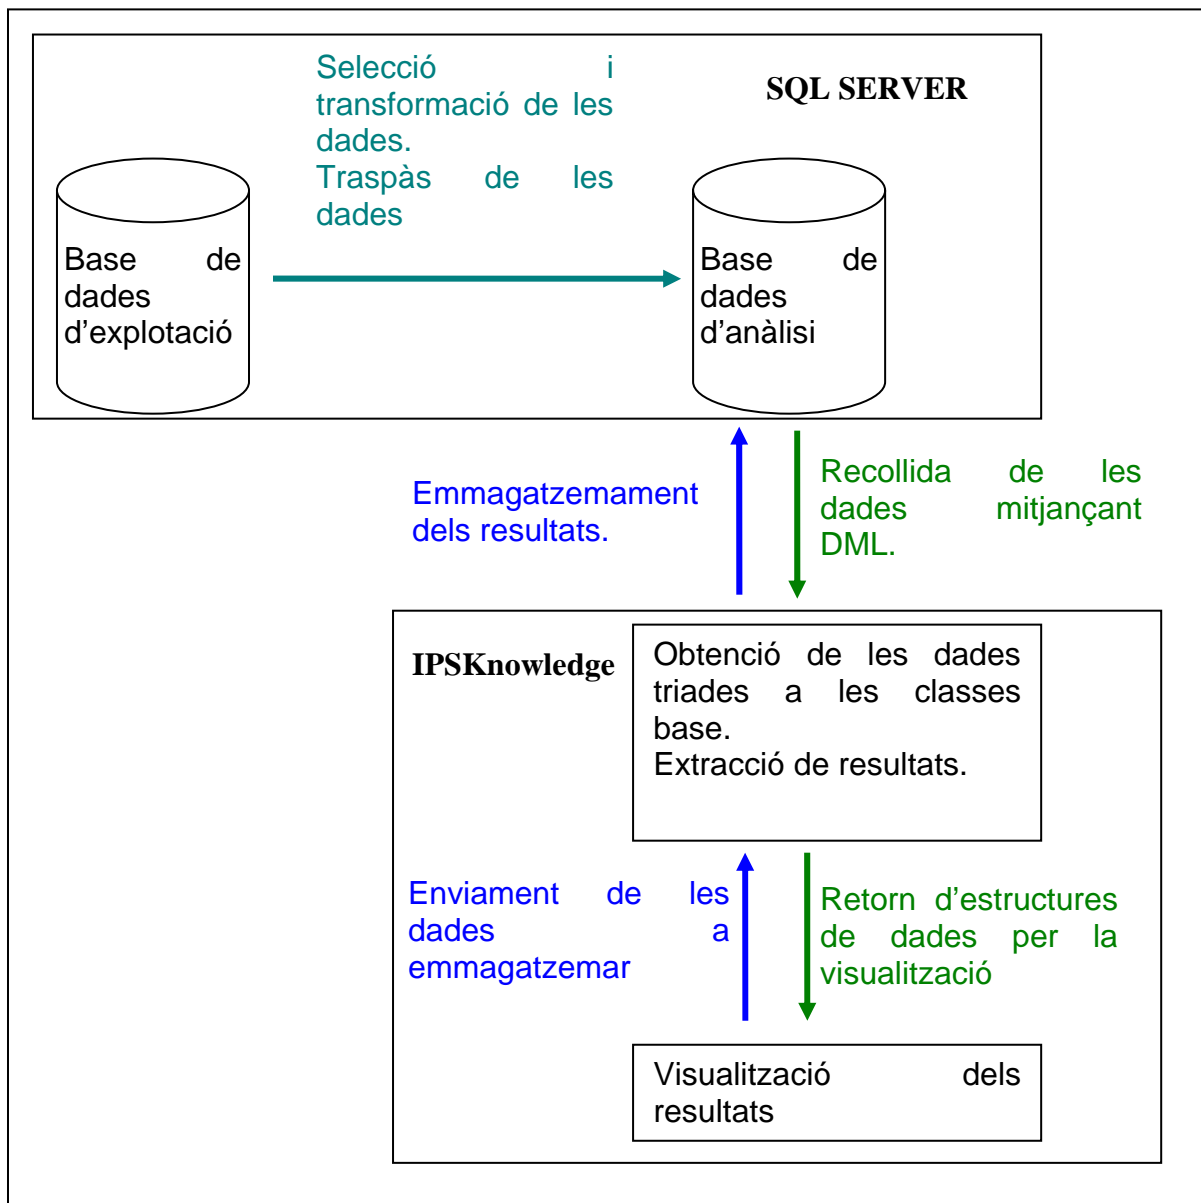 Selecció i
transformació de les
dades.
Traspàs de les
dades
SQL SERVER
Base de
dades
d’explotació
Base de
dades
d’anàlisi
Emmagatzemament
dels resultats.
Recollida de les
dades mitjançant
DML.
IPSKnowledge
Obtenció de les dades
triades a les classes
base.
Extracció de resultats.
Enviament de les
dades a
emmagatzemar
Retorn d’estructures
de dades per la
visualització
Visualització dels
resultats